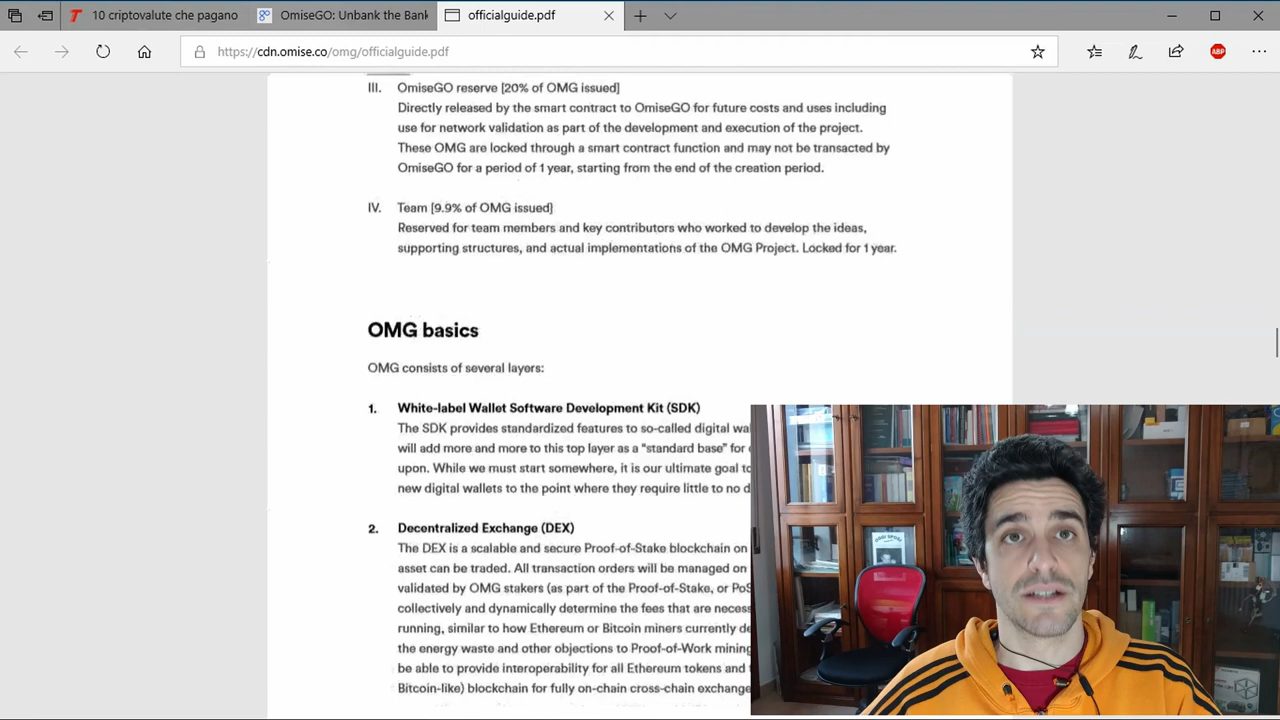 10 criptovalute che pagano
OmiseGO: Unbank the Bank
officialguide.pdf
https://cdn.omise.co/omg/officialguide.pdf
ABP
III. OmiseGO reserve [20% of OMG issued]
Directly released by the smart contract to OmiseGO for future costs and uses including
use for network validation as part of the development and execution of the project.
These OMG are locked through a smart contract function and may not be transacted by
OmiseGO for a period of 1 year, starting from the end of the creation period.
IV. Team [9.9% of OMG issued]
Reserved for team members and key contributors who worked to develop the ideas,
supporting structures, and actual implementations of the OMG Project. Locked for 1 year.
OMG basics
OMG consists of several layers:
1. White-label Wallet Software Development Kit (SDK)
The SDK provides standardized features to so-called digital wal
will add more and more to this top layer as a “standard base” for
upon. While we must start somewhere, it is our ultimate goal to
new digital wallets to the point where they require little to no d
2. Decentralized Exchange (DEX)
The DEX is a scalable and secure Proof-of-Stake blockchain on
asset can be traded. All transaction orders will be managed on
validated by OMG stakers (as part of the Proof-of-Stake, or PoS
collectively and dynamically determine the fees that are neces
running, similar to how Ethereum or Bitcoin miners currently de
the energy waste and other objections to Proof-of-Work mining
be able to provide interoperability for all Ethereum tokens and
Bitcoin-like) blockchain for fully on-chain cross-chain exchange